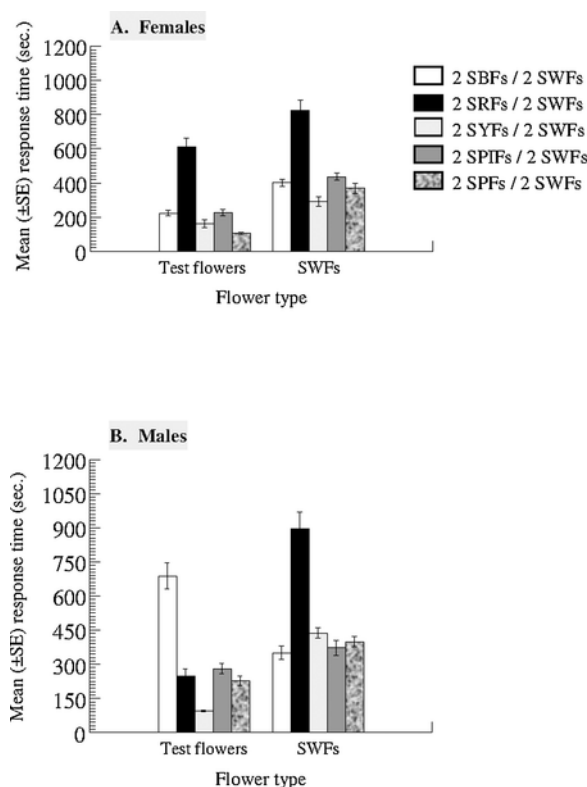 A. Females
Mean (±SE) response time (sec.)
1200
1000
800
600
400
200
0
Test flowers
SWFs
Flower type
2 SBFs / 2 SWFs
2 SRFs / 2 SWFs
2 SYFs / 2 SWFs
2 SPIFs / 2 SWFs
2 SPFs / 2 SWFs
B. Males
Mean (±SE) response time (sec.)
1200
1050
900
750
600
450
300
150
0
Test flowers
SWFs
Flower type